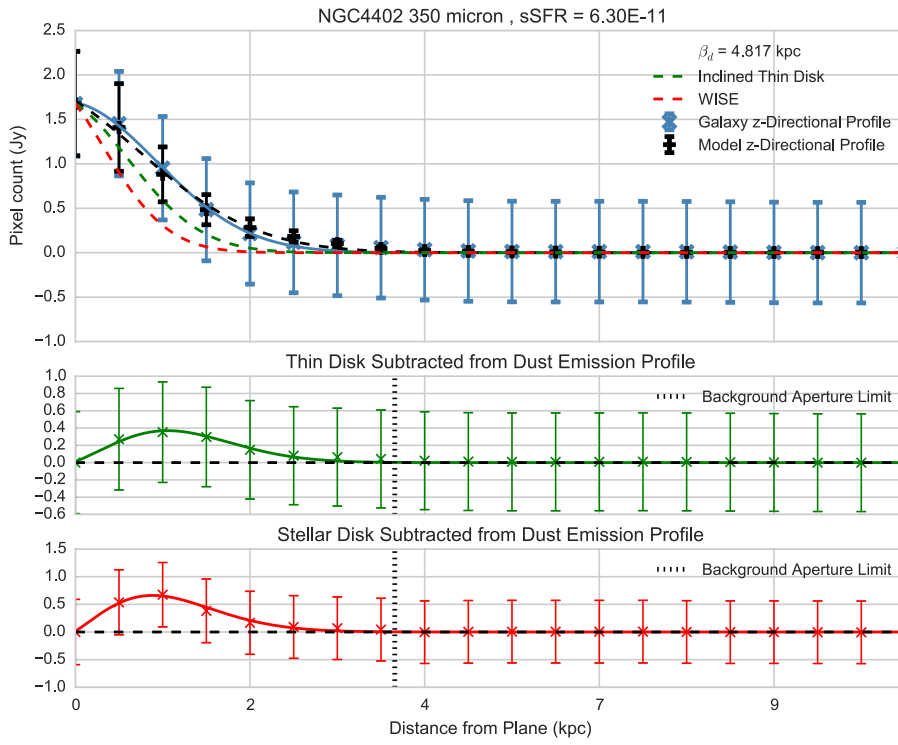 NGC4402 350 micron , sSFR = 6.30E-11
2.5
2.0
1.5
1.0
0.5
0.0
−0.5
−1.0
Pixel count (Jy)
β_d = 4.817 kpc
Inclined Thin Disk
WISE
Galaxy z-Directional Profile
Model z-Directional Profile
Thin Disk Subtracted from Dust Emission Profile
1.0
0.8
0.6
0.4
0.2
0.0
0.2
0.4
−0.6
Background Aperture Limit
Stellar Disk Subtracted from Dust Emission Profile
1.5
1.0
0.5
0.0
−0.5
−1.0
Background Aperture Limit
0 2 4 7 9
Distance from Plane (kpc)